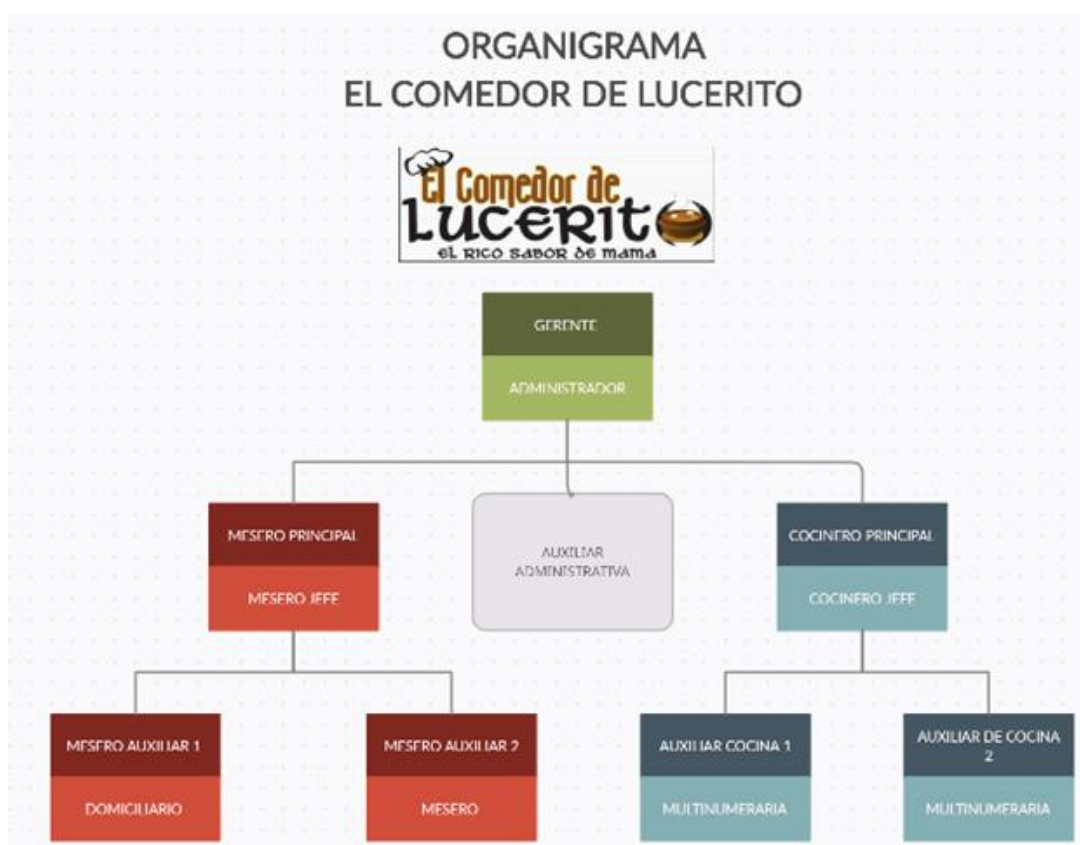 ORGANIGRAMA
EL COMEDOR DE LUCERITO
El Comedor de
LUCERITO
EL RICO SABOR DE MAMA
GERENTE
ADMINISTRADOR
MESERO PRINCIPAL
MESERO JEFE
AUXILIAR
ADMINISTRATIVA
COCINERO PRINCIPAL
COCINERO JEFE
MESERO AUXILIAR 1
DOMICILIARIO
MESERO AUXILIAR 2
MESERO
AUXILIAR COCINA 1
MULTINUMERARIA
AUXILIAR DE COCINA
2
MULTINUMERARIA